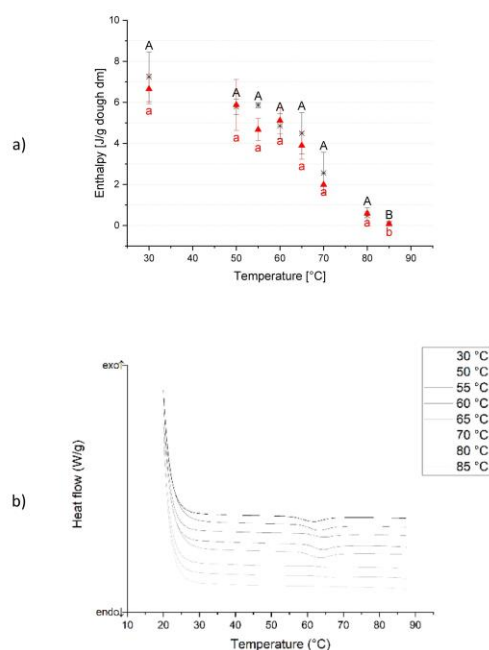 a)
Enthalpy [J/g dough dm]
10
8
6
4
2
0
A
A
A
A
A
A
A
B
a
a
a
a
a
a
a
b
30
40
50
60
70
80
90
Temperature [°C]
b)
Heat flow (W/g)
exo
endo
30 °C
50 °C
55 °C
60 °C
65 °C
70 °C
80 °C
85 °C
10
20
30
40
50
60
70
80
90
Temperature (°C)